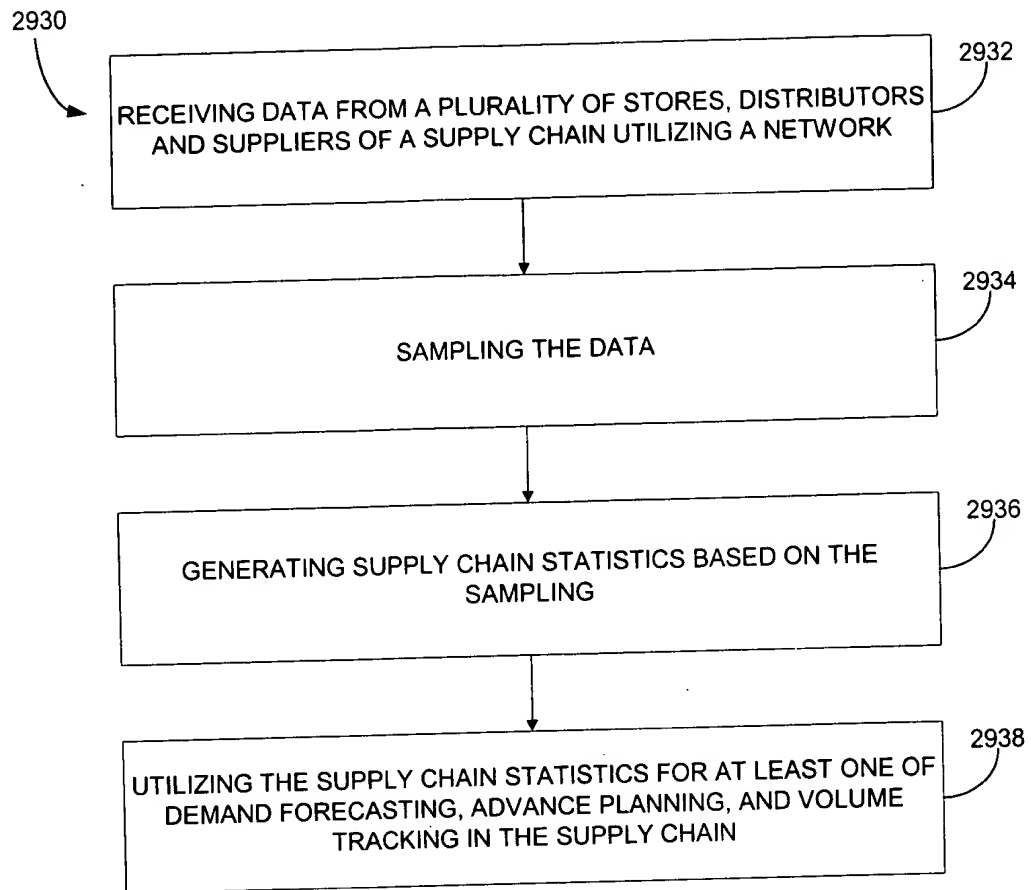 2930
2932
RECEIVING DATA FROM A PLURALITY OF STORES, DISTRIBUTORS
AND SUPPLIERS OF A SUPPLY CHAIN UTILIZING A NETWORK
2934
SAMPLING THE DATA
2936
GENERATING SUPPLY CHAIN STATISTICS BASED ON THE
SAMPLING
2938
UTILIZING THE SUPPLY CHAIN STATISTICS FOR AT LEAST ONE OF
DEMAND FORECASTING, ADVANCE PLANNING, AND VOLUME
TRACKING IN THE SUPPLY CHAIN